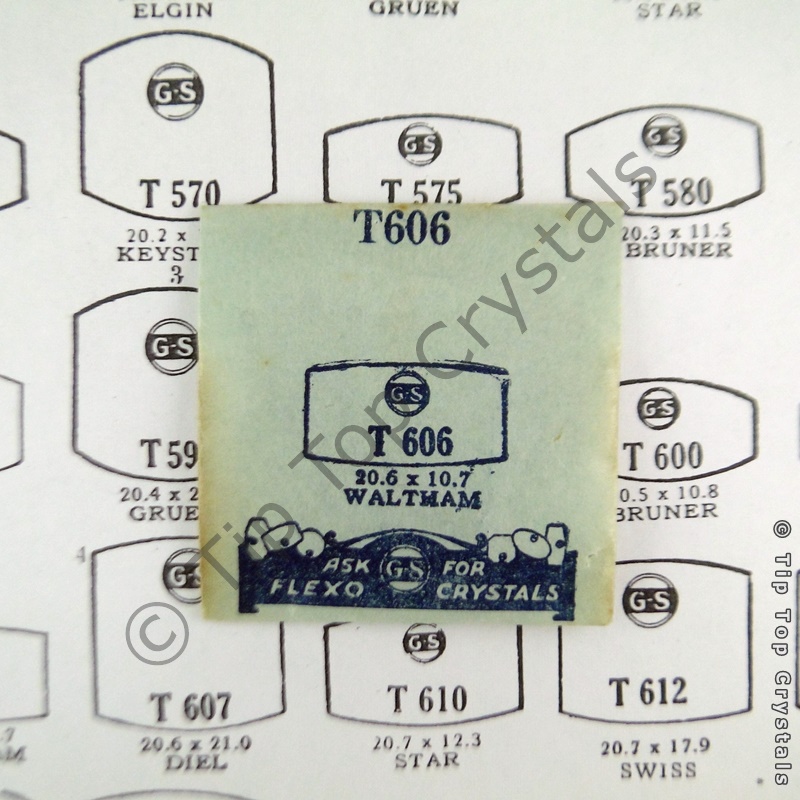 ELGIN
GRUEN
STAR
G-S
T 570
20.2 x
KEYST
3
G-S
T 575
G-S
T 580
20.3 x 11.5
BRUNER
T606
G-S
T 606
20.6 x 10.7
WALTHAM
ASK G-S FOR
FLEXO CRYSTALS
G-S
T 59
20.4 x 2
GRUE
G-S
T 600
0.5 x 10.8
BRUNER
4
G-S
T 607
20.6 x 21.0
DIEL
G-S
T 610
20.7 x 12.3
STAR
G-S
T 612
20.7 x 17.9
SWISS
© Tip Top Crystals
© Tip Top Crystals